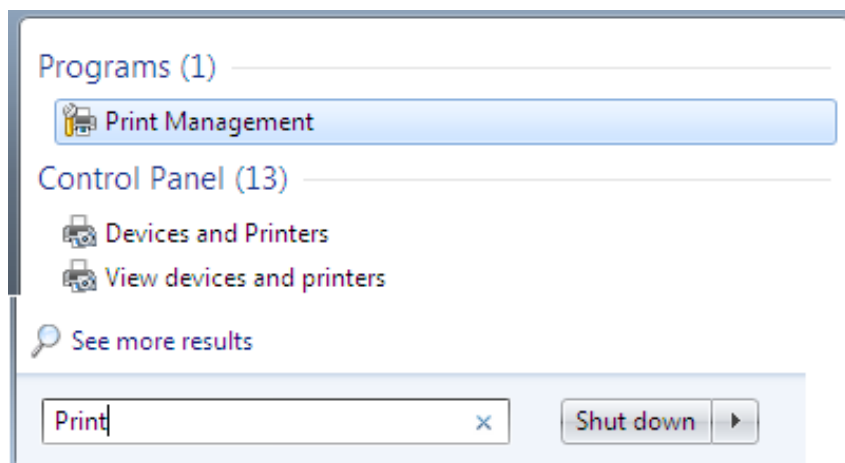 Programs (1)
Print Management
Control Panel (13)
Devices and Printers
View devices and printers
See more results
Print
Shut down